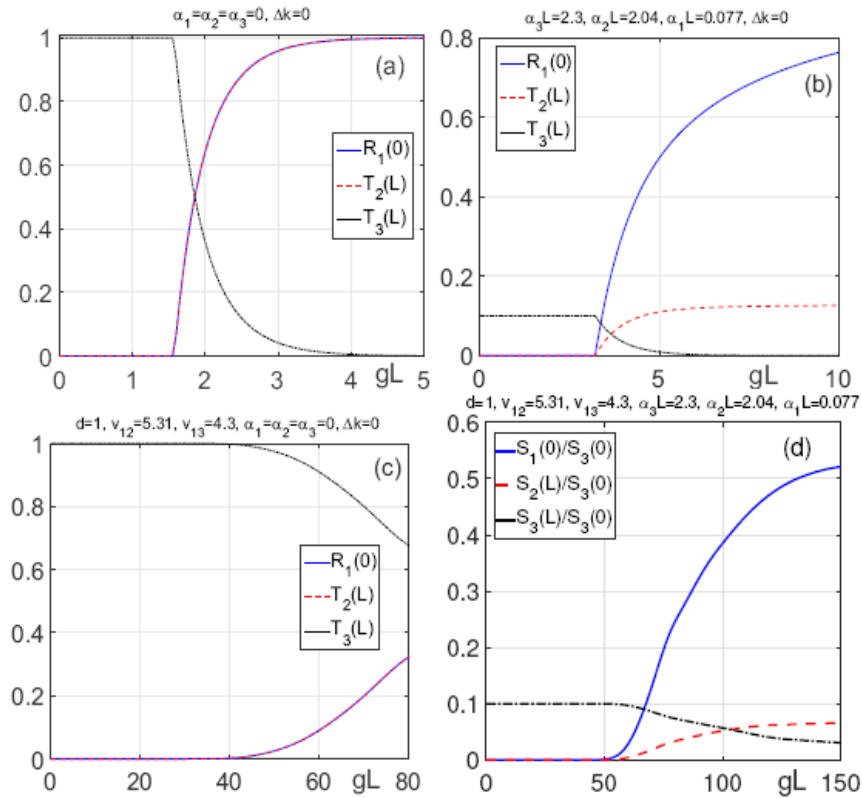 α₁=α₂=α₃=0, Δk=0
1
0.8
0.6
0.4
0.2
0
(a)
R₁(0)
T₂(L)
T₃(L)
0 1 2 3 4 5
gL
α₃L=2.3, α₂L=2.04, α₁L=0.077, Δk=0
0.8
0.6
0.4
0.2
0
(b)
R₁(0)
T₂(L)
T₃(L)
0 5 10
gL
d=1, v₁₂=5.31, v₁₃=4.3, α₁=α₂=α₃=0, Δk=0
1
0.8
0.6
0.4
0.2
0
(c)
R₁(0)
T₂(L)
T₃(L)
0 20 40 60 80
gL
d=1, v₁₂=5.31, v₁₃=4.3, α₃L=2.3, α₂L=2.04, α₁L=0.077
0.6
0.5
0.4
0.3
0.2
0.1
0
(d)
S₁(0)/S₃(0)
S₂(L)/S₃(0)
S₃(L)/S₃(0)
0 50 100 150
gL